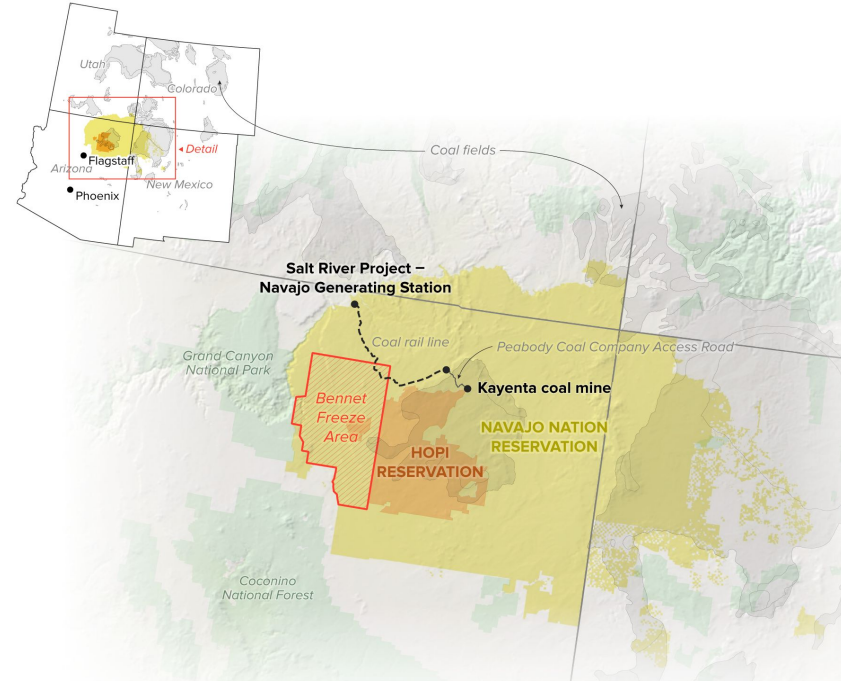 Utah
Colorado
Detail
Flagstaff
Arizona
New Mexico
Phoenix
Coal fields
Salt River Project –
Navajo Generating Station
Coal rail line
Peabody Coal Company Access Road
Grand Canyon
National Park
Kayenta coal mine
Bennet
Freeze
Area
NAVAJO NATION
RESERVATION
HOPI
RESERVATION
Coconino
National Forest